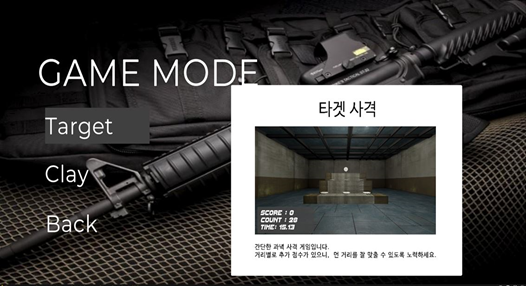 GAME MODE
타겟 사격
Target
Clay
Back
SCORE : 0
COUNT : 20
TIME: 15.13
간단한 과녁 사격 게임입니다.
거리별로 추가 점수가 있으니, 먼 거리를 잘 맞출 수 있도록 노력하세요.